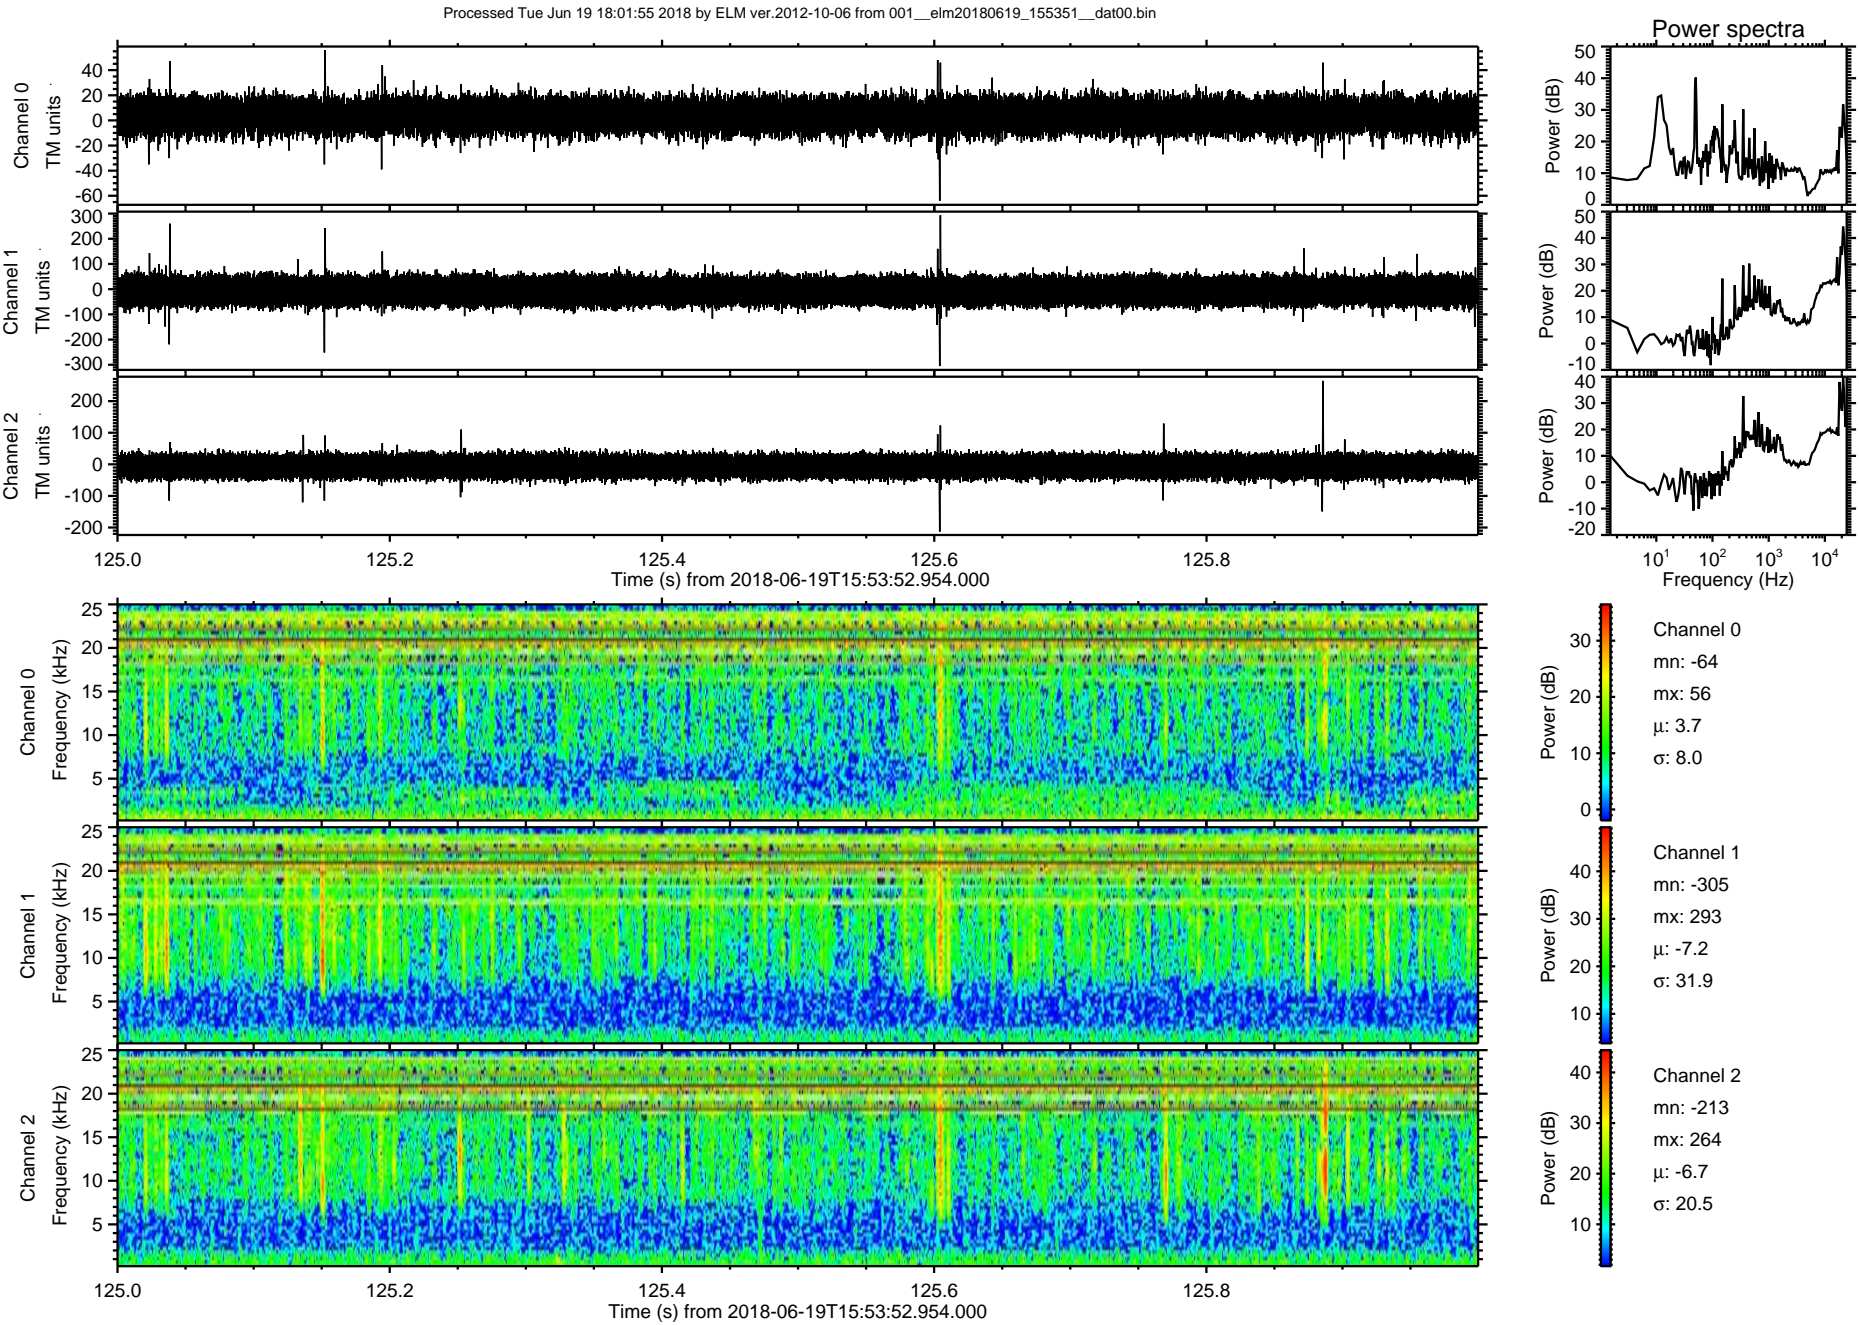 Processed Tue Jun 19 18:01:55 2018 by ELM ver.2012-10-06 from 001__elm20180619_155351__dat00.bin
Power spectra
Channel 0
TM units
40
20
0
-20
-40
-60
Power (dB)
50
40
30
20
10
0
Channel 1
TM units
300
200
100
0
-100
-200
-300
Power (dB)
50
40
30
20
10
0
-10
Channel 2
TM units
200
100
0
-100
-200
Power (dB)
40
30
20
10
0
-10
-20
125.0 125.2 125.4 125.6 125.8
Time (s) from 2018-06-19T15:53:52.954.000
10^1 10^2 10^3 10^4
Frequency (Hz)
Channel 0
Frequency (kHz)
25
20
15
10
5
Power (dB)
30
20
10
0
Channel 0
mn: -64
mx: 56
μ: 3.7
σ: 8.0
Channel 1
Frequency (kHz)
25
20
15
10
5
Power (dB)
40
30
20
10
Channel 1
mn: -305
mx: 293
μ: -7.2
σ: 31.9
Channel 2
Frequency (kHz)
25
20
15
10
5
Power (dB)
40
30
20
10
Channel 2
mn: -213
mx: 264
μ: -6.7
σ: 20.5
125.0 125.2 125.4 125.6 125.8
Time (s) from 2018-06-19T15:53:52.954.000